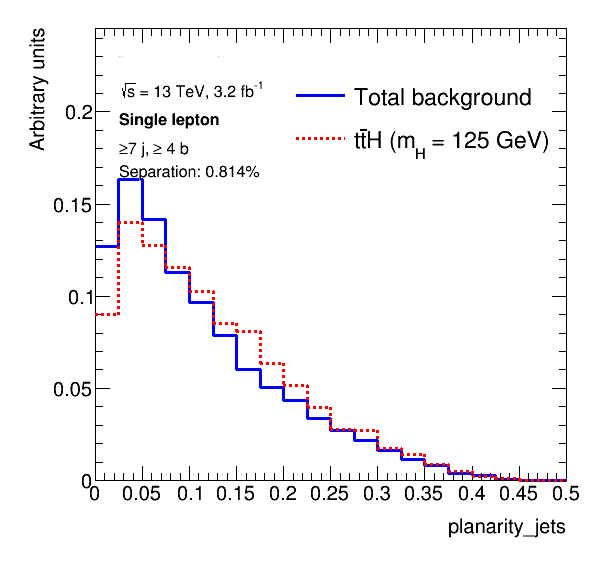 Arbitrary units
√s = 13 TeV, 3.2 fb⁻¹
Single lepton
≥7 j, ≥ 4 b
Separation: 0.814%
Total background
tt̄H (m_H = 125 GeV)
0.2
0.15
0.1
0.05
0
0 0.05 0.1 0.15 0.2 0.25 0.3 0.35 0.4 0.45 0.5
planarity_jets